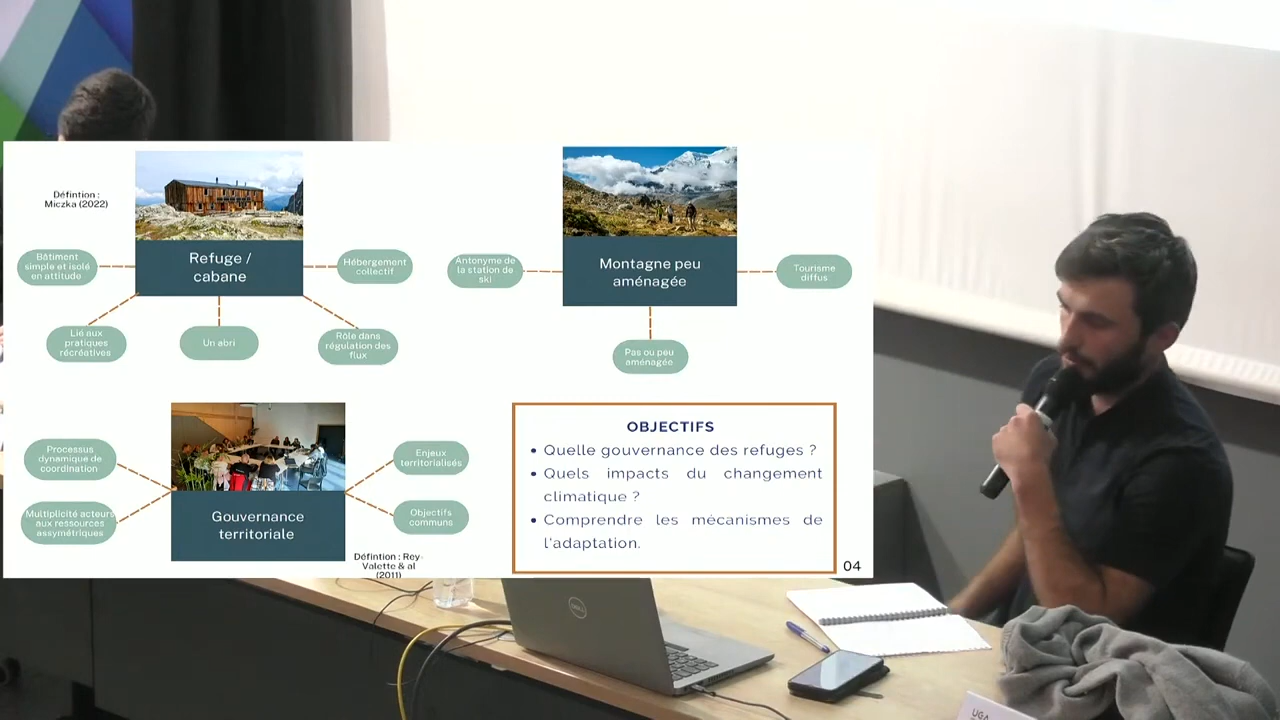 Défintion :
Miczka (2022)
Bâtiment
simple et isolé
en attitude
Refuge /
cabane
Hébergement
collectif
Lié aux
pratiques
récréatives
Un abri
Rôle dans
régulation des
flux
Antonyme de
la station de
ski
Montagne peu
aménagée
Tourisme
diffus
Pas ou peu
aménagée
Processus
dynamique de
coordination
Multiplicité acteurs
aux ressources
assymétriques
Gouvernance
territoriale
Enjeux
territorialisés
Objectifs
communs
Défintion : Rey-
Valette & al
(2011)
OBJECTIFS
• Quelle gouvernance des refuges ?
• Quels impacts du changement
climatique ?
• Comprendre les mécanismes de
l'adaptation.
04
DELL
UGA